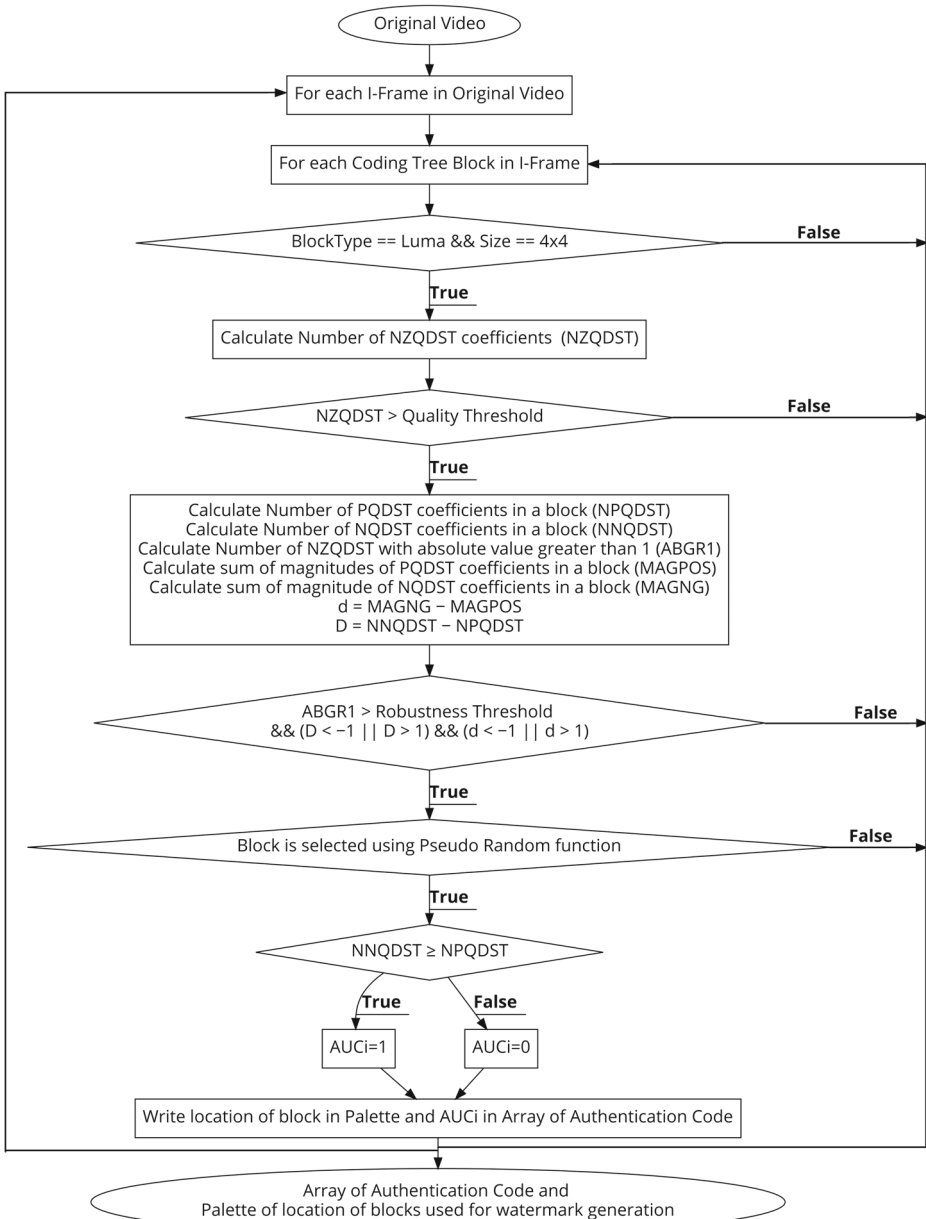 Original Video
For each I-Frame in Original Video
For each Coding Tree Block in I-Frame
BlockType == Luma && Size == 4x4
False
True
Calculate Number of NZQDST coefficients (NZQDST)
NZQDST > Quality Threshold
False
True
Calculate Number of PQDST coefficients in a block (NPQDST)
Calculate Number of NQDST coefficients in a block (NNQDST)
Calculate Number of NZQDST with absolute value greater than 1 (ABGR1)
Calculate sum of magnitudes of PQDST coefficients in a block (MAGPOS)
Calculate sum of magnitude of NQDST coefficients in a block (MAGNG)
d = MAGNG − MAGPOS
D = NNQDST − NPQDST
ABGR1 > Robustness Threshold
&& (D < −1 || D > 1) && (d < −1 || d > 1)
False
True
Block is selected using Pseudo Random function
False
True
NNQDST ≥ NPQDST
True
False
AUCi=1
AUCi=0
Write location of block in Palette and AUCi in Array of Authentication Code
Array of Authentication Code and
Palette of location of blocks used for watermark generation